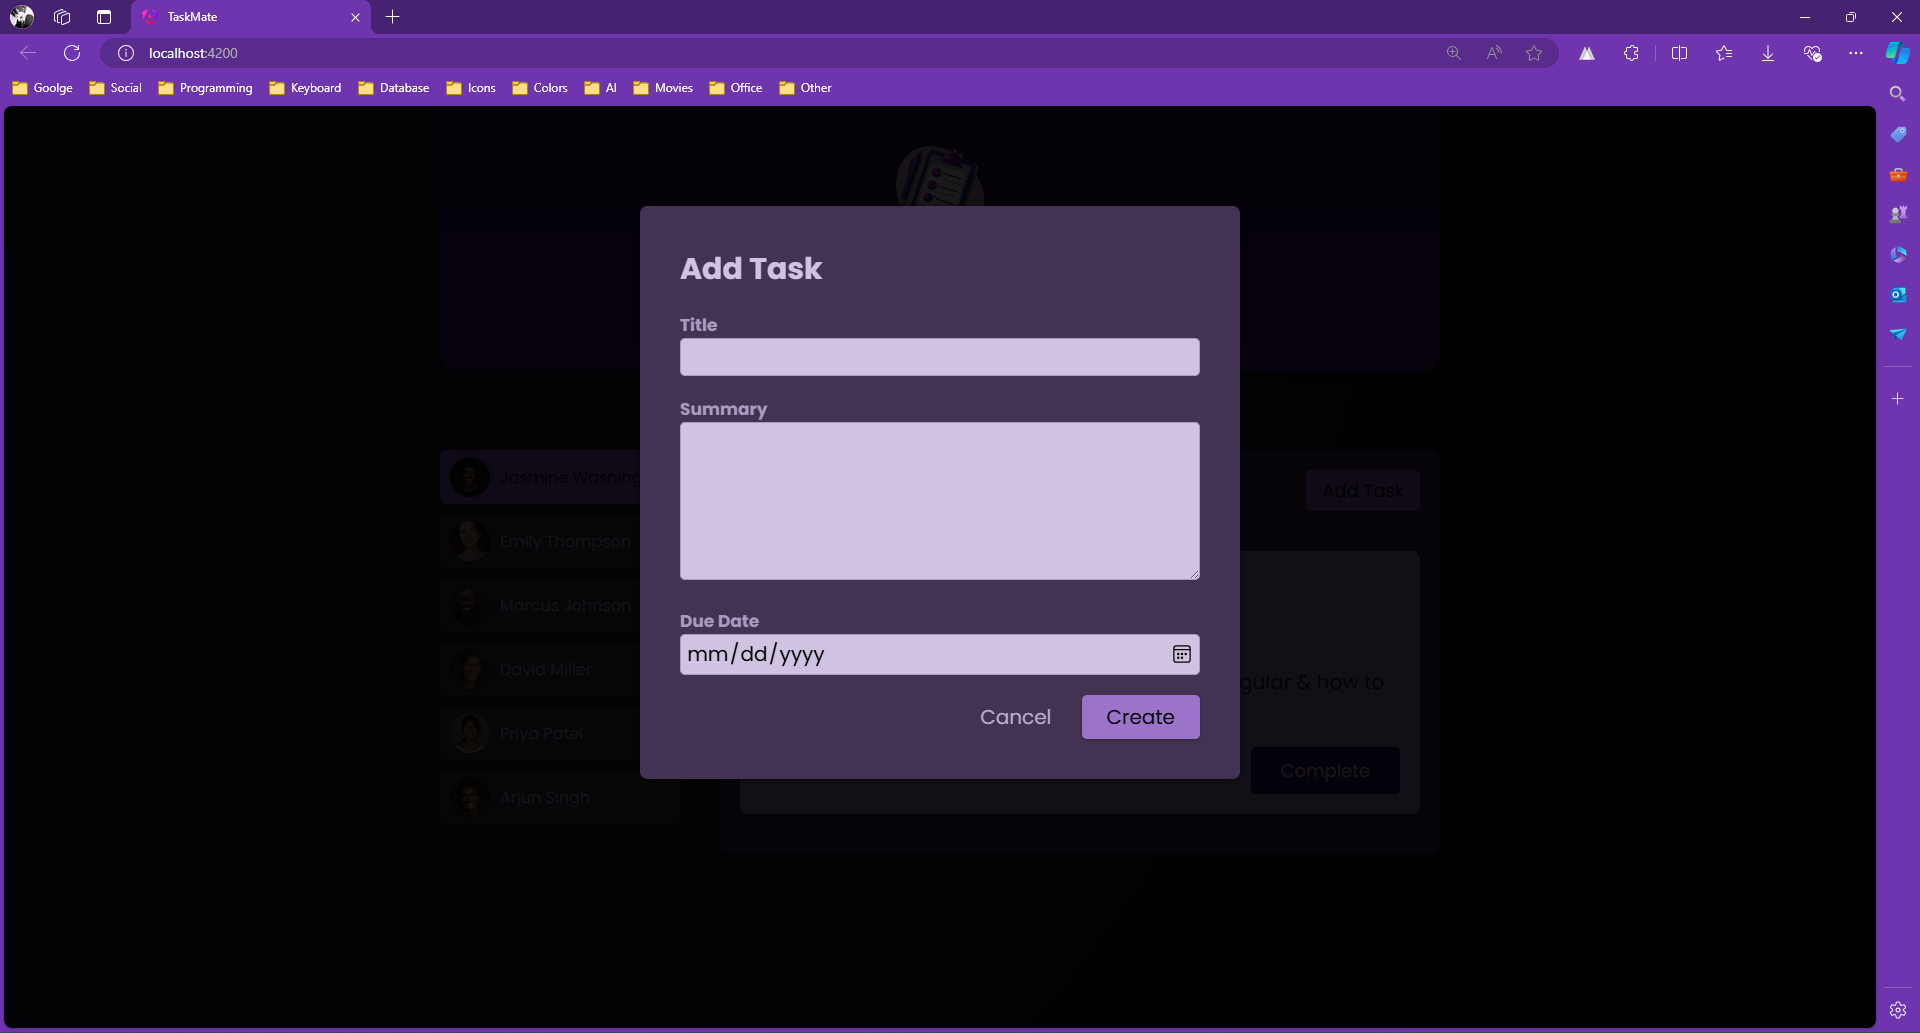 TaskMate
localhost:4200
Goolge Social Programming Keyboard Database Icons Colors AI Movies Office Other
Add Task
Title
Summary
Due Date
mm/dd/yyyy
Cancel Create
Jasmine Washing
Emily Thompson
Marcus Johnson
David Miller
Priya Patel
Arjun Singh
Add Task
gular & how to
Complete